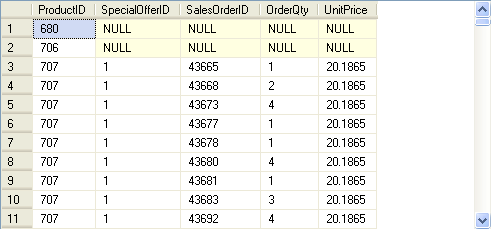 ProductID SpecialOfferID SalesOrderID OrderQty UnitPrice
1 680 NULL NULL NULL NULL
2 706 NULL NULL NULL NULL
3 707 1 43665 1 20.1865
4 707 1 43668 2 20.1865
5 707 1 43673 4 20.1865
6 707 1 43677 1 20.1865
7 707 1 43678 1 20.1865
8 707 1 43680 4 20.1865
9 707 1 43681 1 20.1865
10 707 1 43683 3 20.1865
11 707 1 43692 4 20.1865